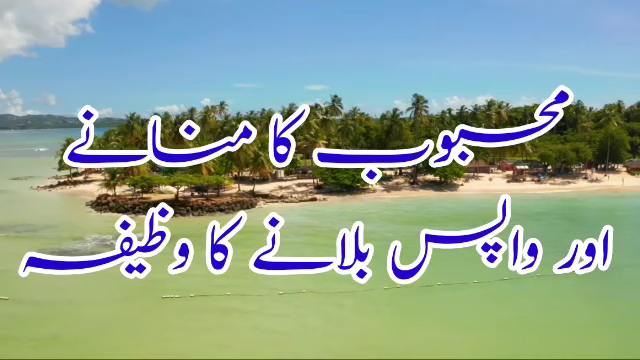 محبوب کا منانے
اور واپس بلانے کا وظیفہ